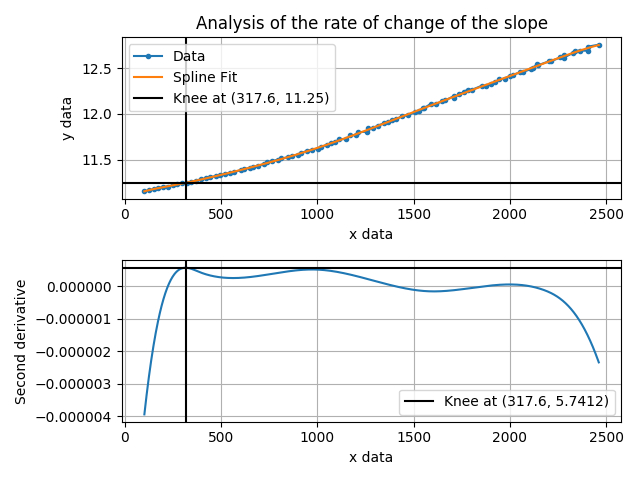 Analysis of the rate of change of the slope
12.5
12.0
11.5
y data
Data
Spline Fit
Knee at (317.6, 11.25)
0 500 1000 1500 2000 2500
x data
0.000000
−0.000001
−0.000002
−0.000003
−0.000004
Second derivative
Knee at (317.6, 5.7412)
0 500 1000 1500 2000 2500
x data